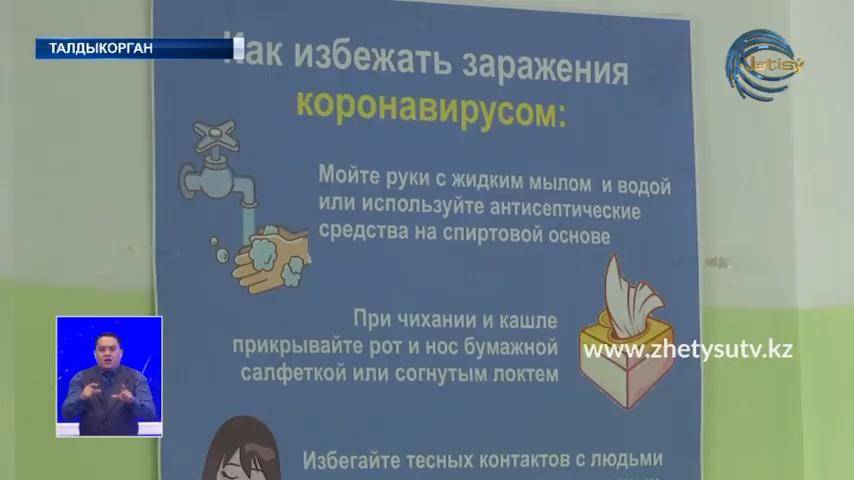 ТАЛДЫКОРГАН
Jetisý
Как избежать заражения
коронавирусом:
Мойте руки с жидким мылом и водой
или используйте антисептические
средства на спиртовой основе
При чихании и кашле
прикрывайте рот и нос бумажной
салфеткой или согнутым локтем
www.zhetysutv.kz
Избегайте тесных контактов с людьми